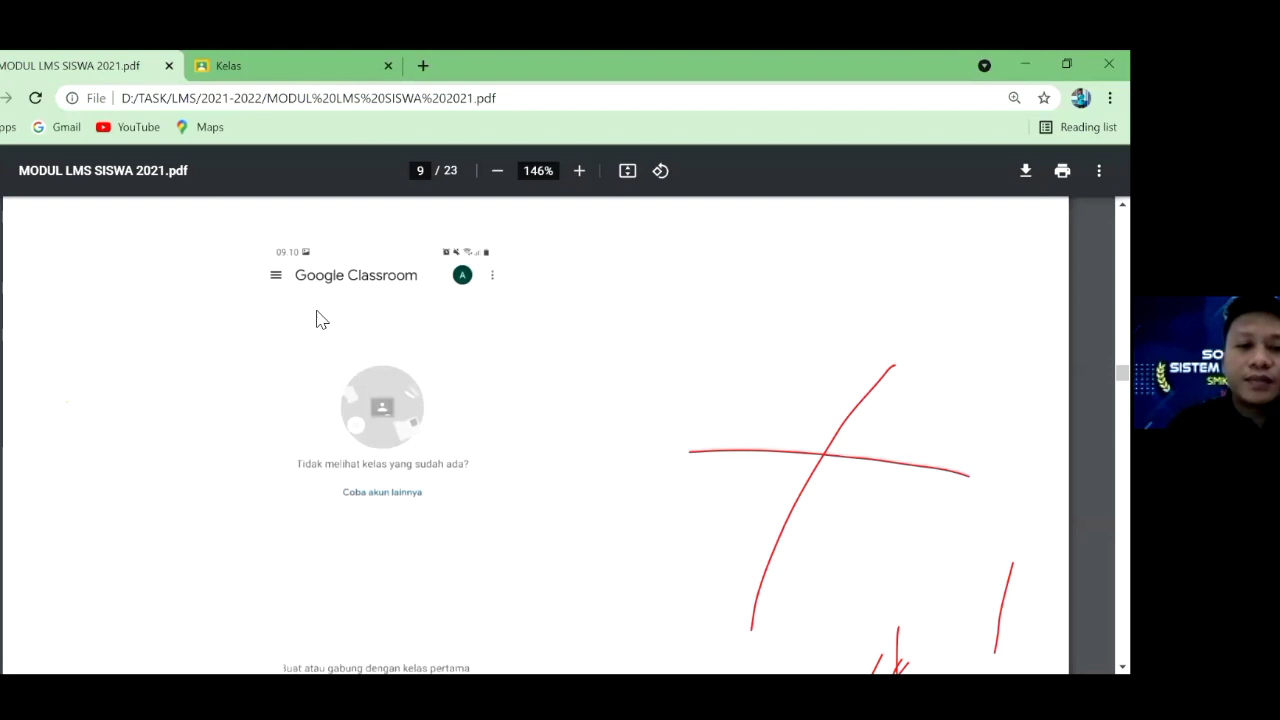 MODUL LMS SISWA 2021.pdf
Kelas
File
D:/TASK/LMS/2021-2022/MODUL%20LMS%20SISWA%202021.pdf
Gmail
YouTube
Maps
Reading list
MODUL LMS SISWA 2021.pdf
9 / 23
146%
09.10
Google Classroom
A
Tidak melihat kelas yang sudah ada?
Coba akun lainnya
Buat atau gabung dengan kelas pertama
SISTEM